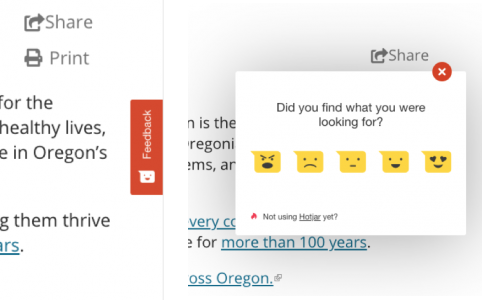 Share
Print
for the
healthy lives,
e in Oregon's
ng them thrive
ars.
Feedback
Share
n is the
Oregoni
ems, an
very co
e for more than 100 years.
oss Oregon.
Did you find what you were
looking for?
Not using Hotjar yet?